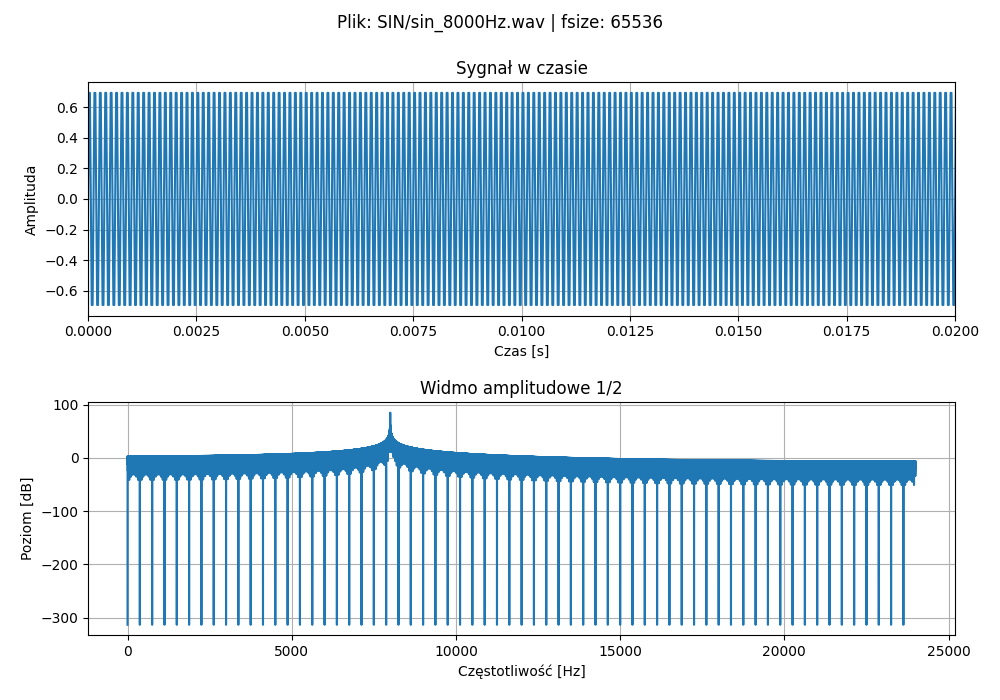 Plik: SIN/sin_8000Hz.wav | fsize: 65536
Sygnał w czasie
Amplituda
0.6
0.4
0.2
0.0
−0.2
−0.4
−0.6
0.0000 0.0025 0.0050 0.0075 0.0100 0.0125 0.0150 0.0175 0.0200
Czas [s]
Widmo amplitudowe 1/2
Poziom [dB]
100
0
−100
−200
−300
0 5000 10000 15000 20000 25000
Częstotliwość [Hz]